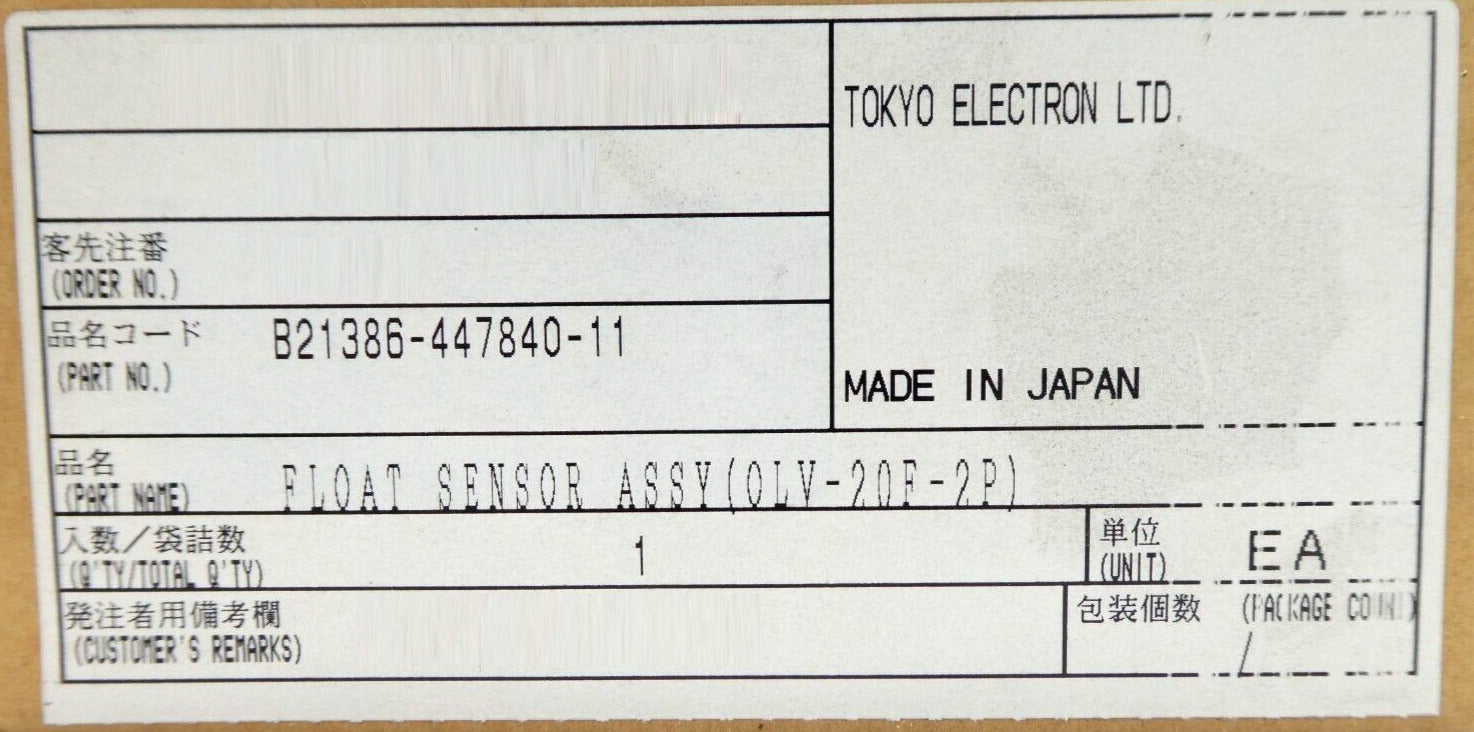 TOKYO ELECTRON LTD.
客先注番
(ORDER NO.)
品名コード B21386-447840-11
(PART NO.)
MADE IN JAPAN
品名
(PART NAME) FLOAT SENSOR ASSY(OLV-20F-2P)
入数/袋詰数 1
(Q'TY/TOTAL Q'TY)
単位 EA
(UNIT)
発注者用備考欄
(CUSTOMER'S REMARKS)
包装個数 (PACKAGE COUNT)
/